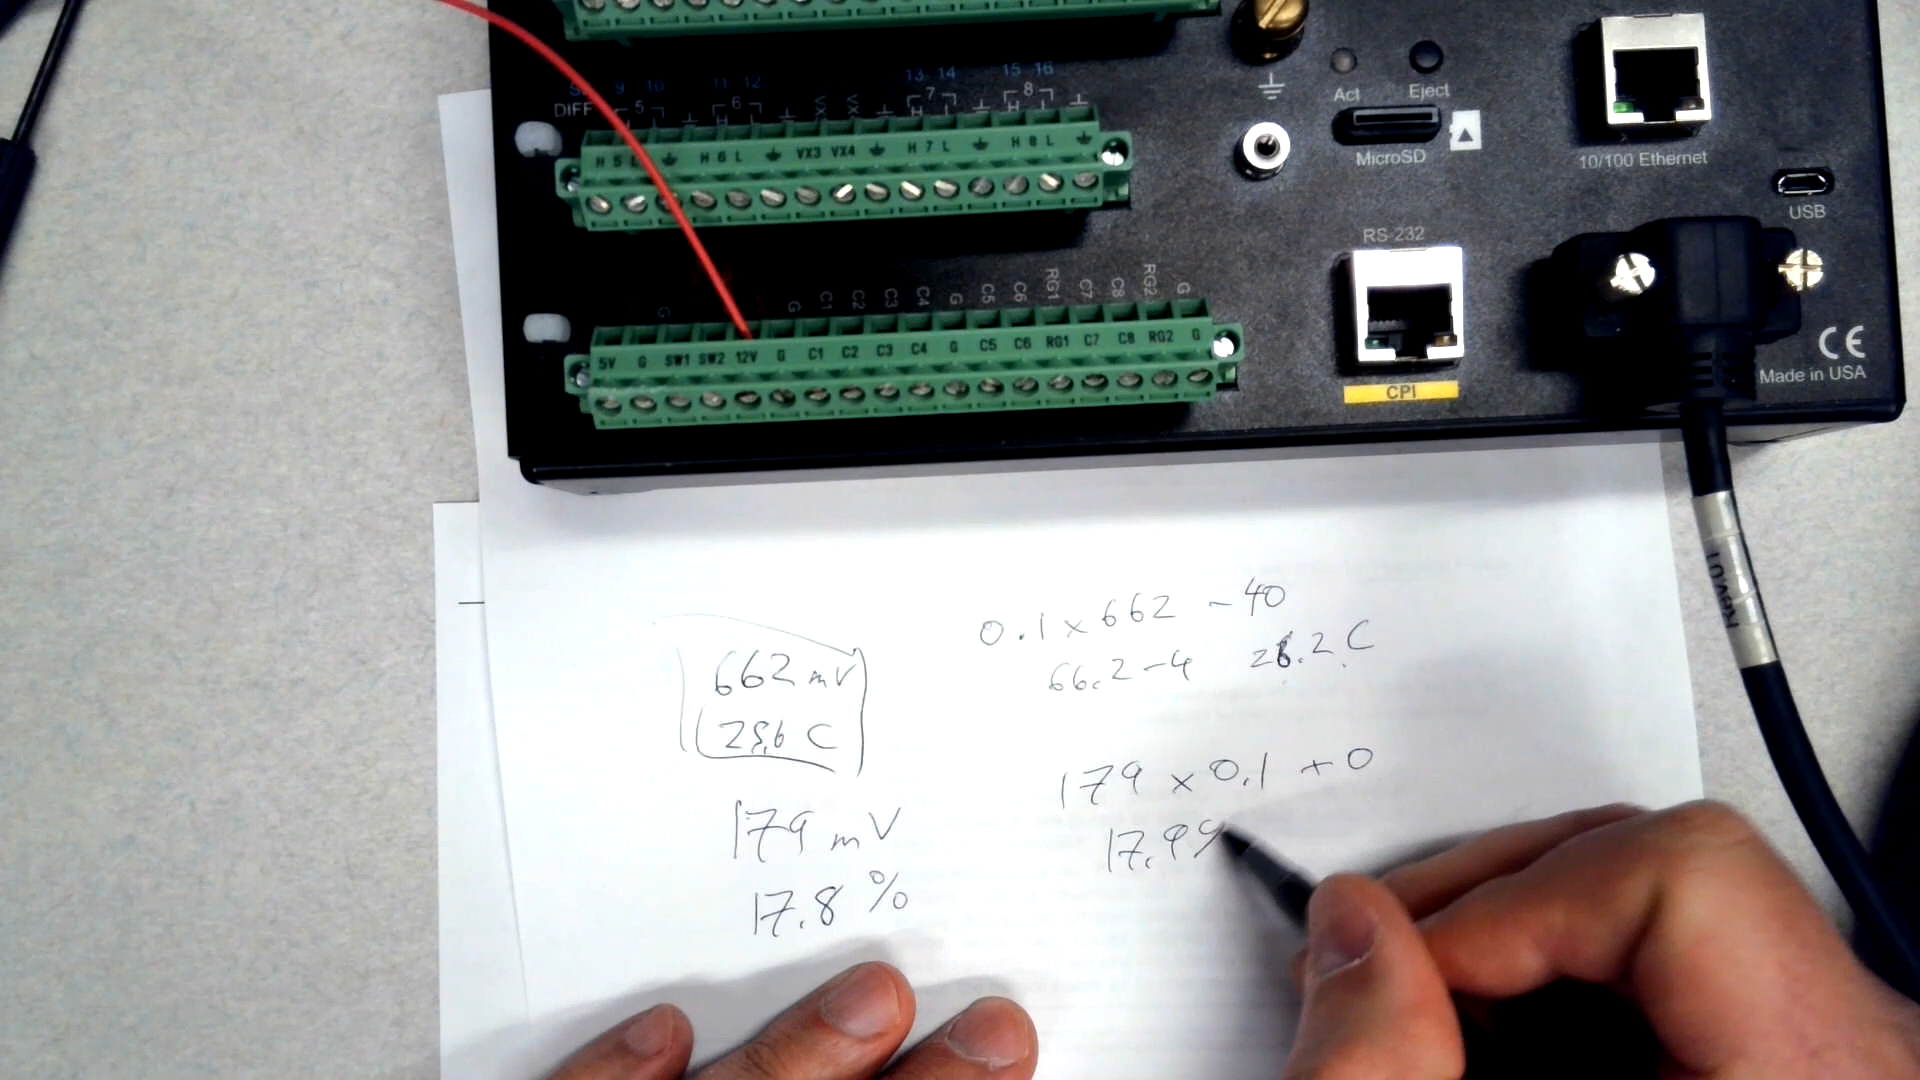 9 10 11 12 13 14 15 16
DIFF 5 6 VX VX 7 8
H L H L H L
H 5 L H 6 L VX3 VX4 H 7 L H 8 L
Act Eject
MicroSD
10/100 Ethernet
USB
RS-232
G G C1 C2 C3 C4 G C5 C6 RG1 C7 C8 RG2 G
5V G SW1 SW2 12V G C1 C2 C3 C4 G C5 C6 RG1 C7 C8 RG2 G
CPI
CE
Made in USA
0.1 x 662 - 40
66.2 - 4 26.2 C
662 mV
25.6 C
179 x 0.1 + 0
17.9%
179 mV
17.8 %